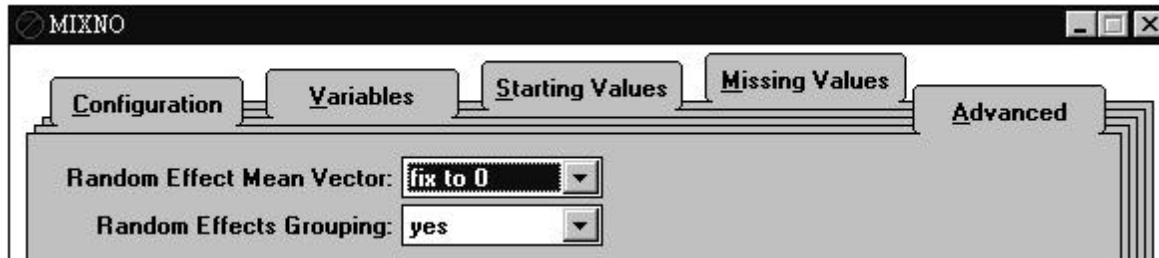 MIXNO
Configuration Variables Starting Values Missing Values Advanced
Random Effect Mean Vector: fix to 0
Random Effects Grouping: yes